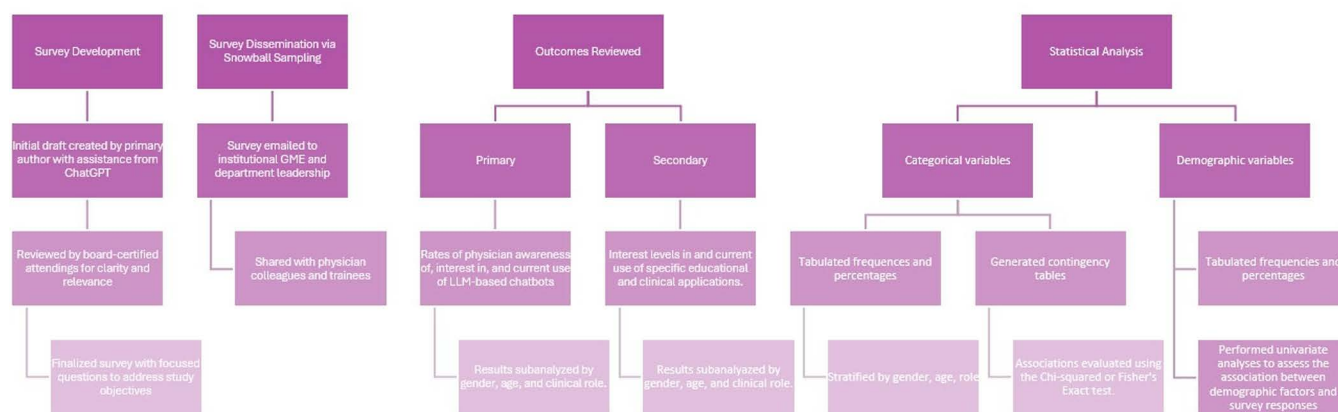 Survey Development
Initial draft created by primary
author with assistance from
ChatGPT
Reviewed by board-certified
attendings for clarity and
relevance
Finalized survey with focused
questions to address study
objectives
Survey Dissemination via
Snowball Sampling
Survey emailed to
institutional GME and
department leadership
Shared with physician
colleagues and trainees
Outcomes Reviewed
Primary
Rates of physician awareness
of, interest in, and current use
of LLM-based chatbots
Results subanalyzed by
gender, age, and clinical role.
Secondary
Interest levels in and current
use of specific educational
and clinical applications.
Results subanalyazed by
gender, age, and clinical role.
Statistical Analysis
Categorical variables
Tabulated frequences and
percentages
Stratified by gender, age, role
Generated contingency
tables
Associations evaluated using
the Chi-squared or Fisher's
Exact test.
Demographic variables
Tabulated frequencies and
percentages
Performed univariate
analyses to assess the
association between
demographic factors and
survey responses